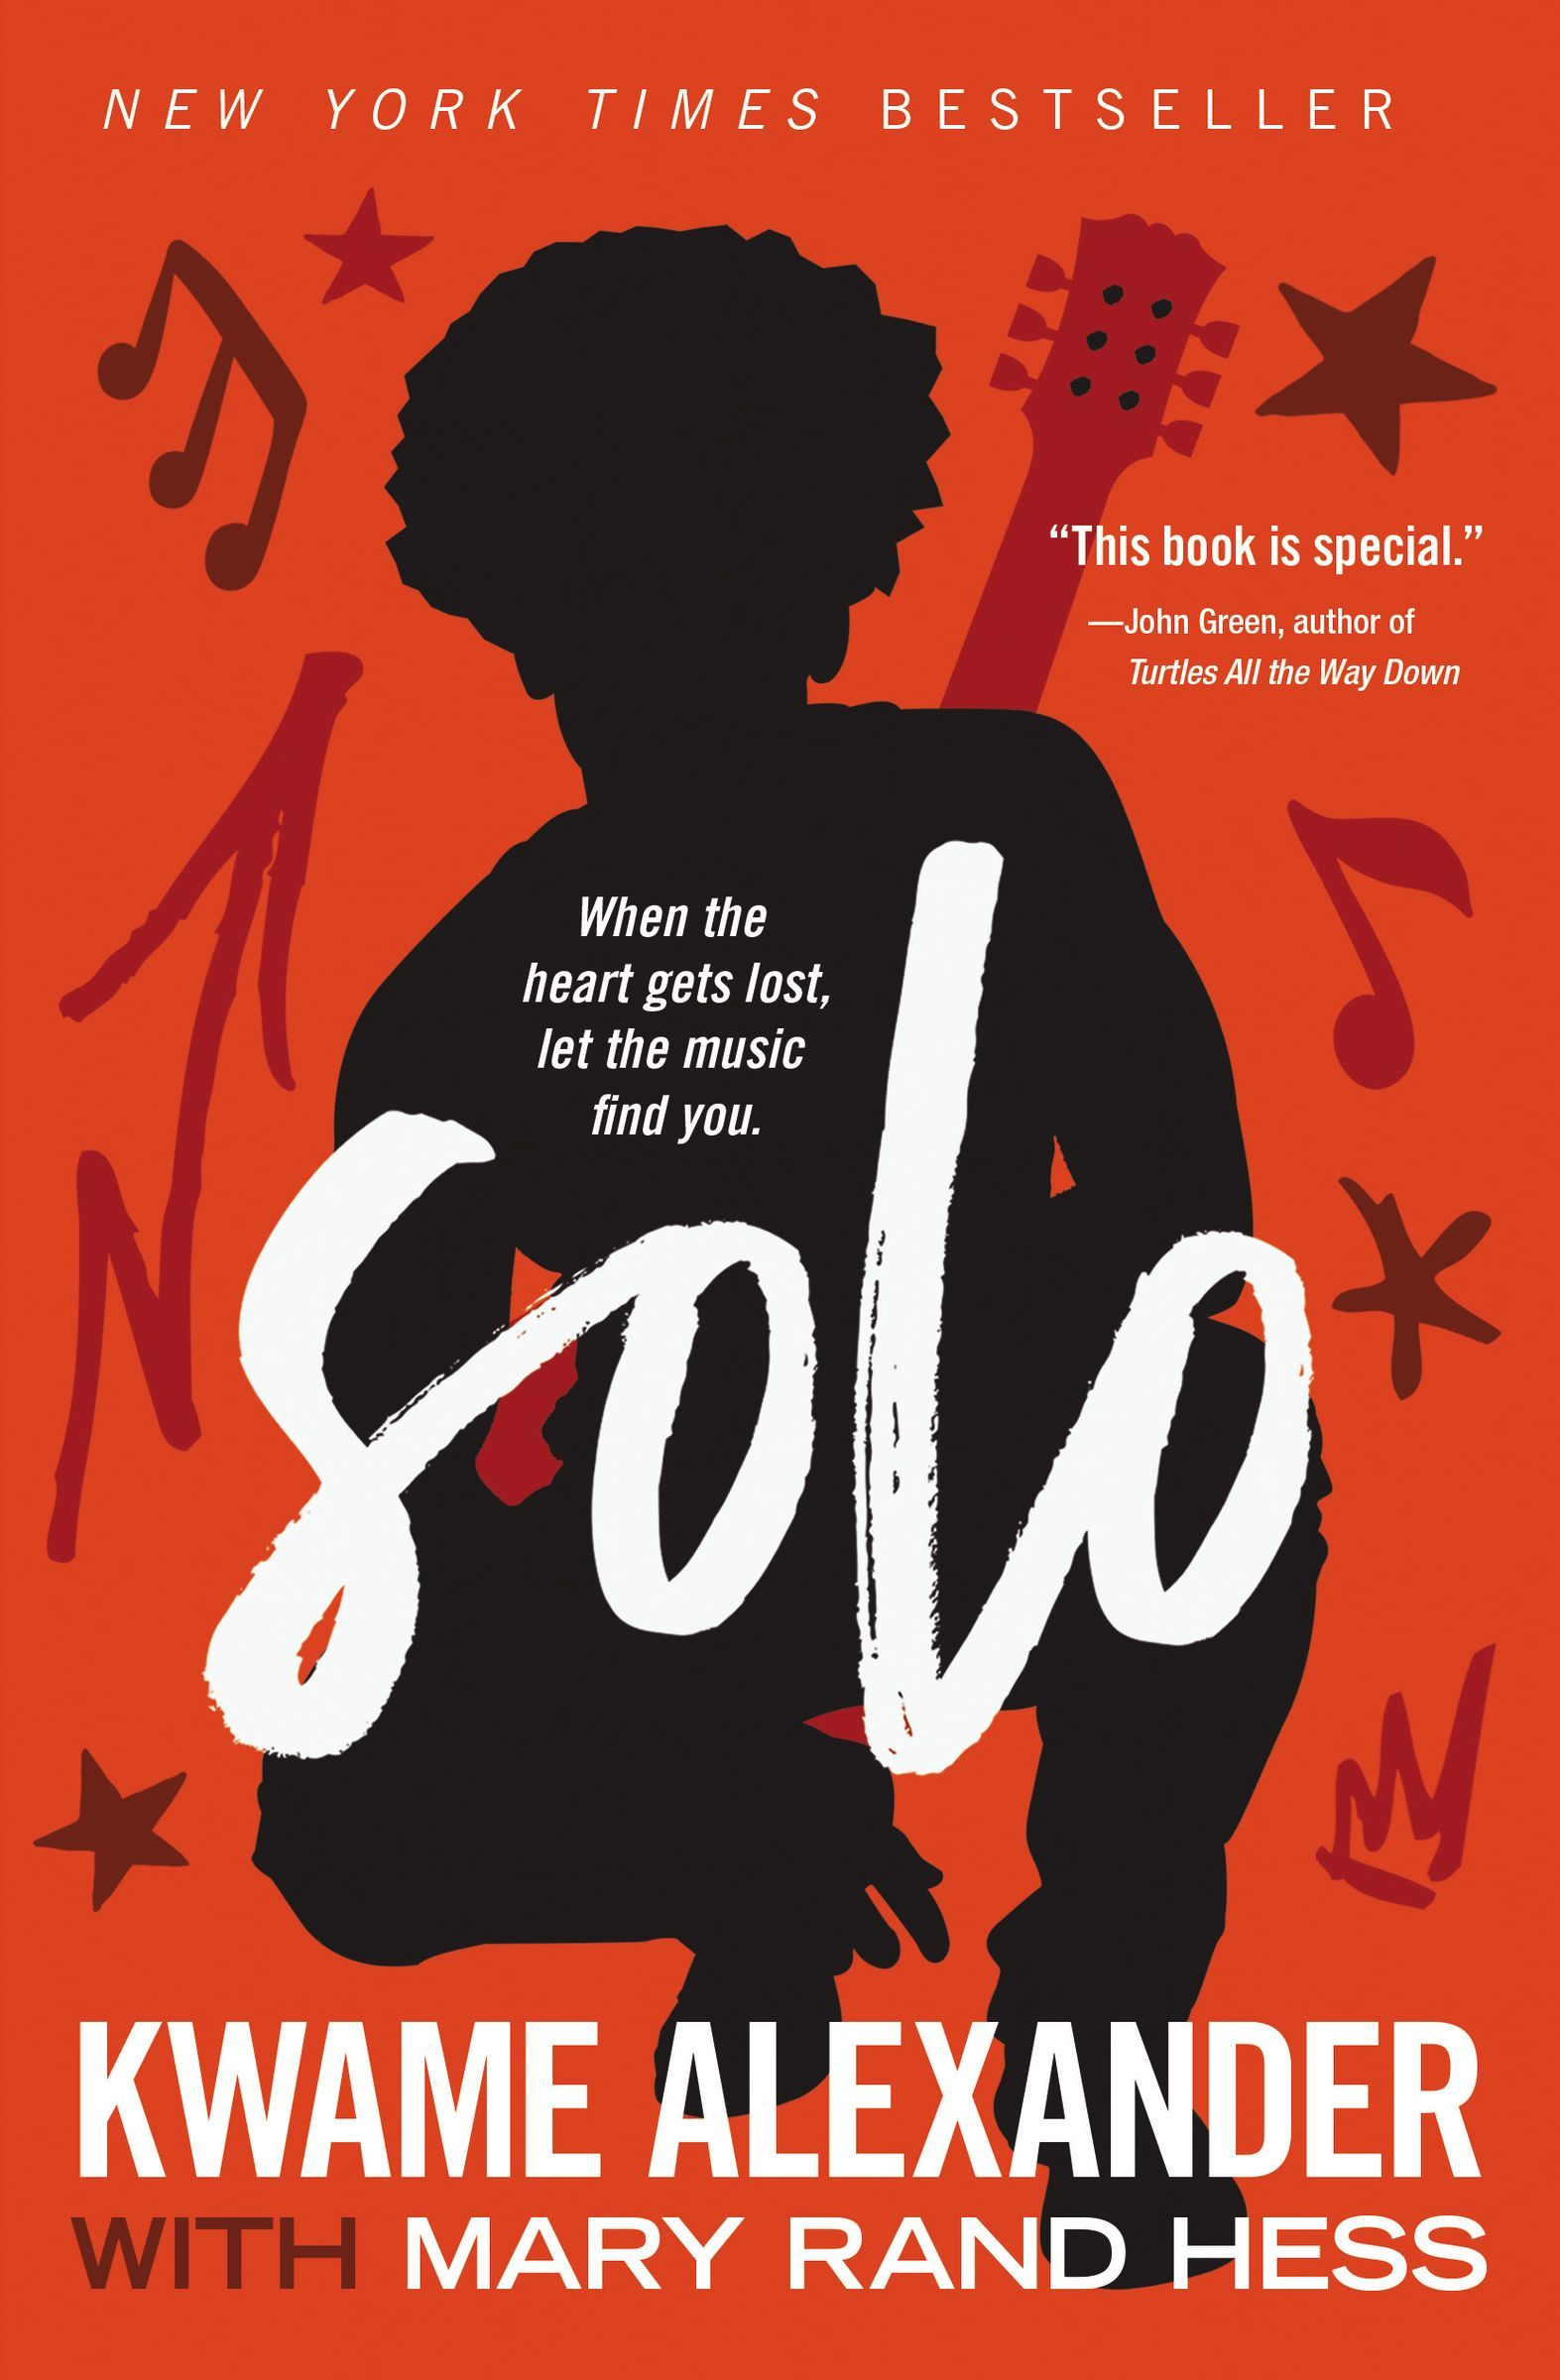 NEW YORK TIMES BESTSELLER
“This book is special.”
—John Green, author of
Turtles All the Way Down
When the
heart gets lost,
let the music
find you.
solo
KWAME ALEXANDER
WITH MARY RAND HESS